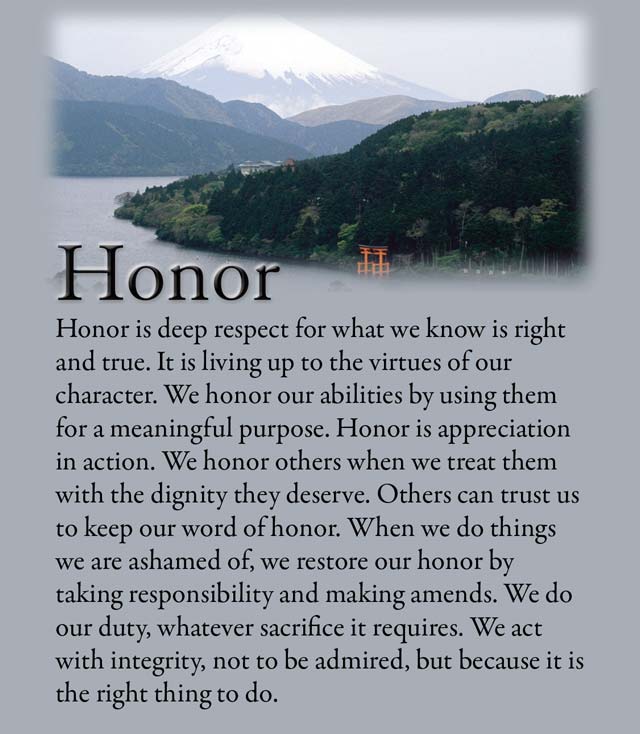 Honor
Honor is deep respect for what we know is right
and true. It is living up to the virtues of our
character. We honor our abilities by using them
for a meaningful purpose. Honor is appreciation
in action. We honor others when we treat them
with the dignity they deserve. Others can trust us
to keep our word of honor. When we do things
we are ashamed of, we restore our honor by
taking responsibility and making amends. We do
our duty, whatever sacrifice it requires. We act
with integrity, not to be admired, but because it is
the right thing to do.